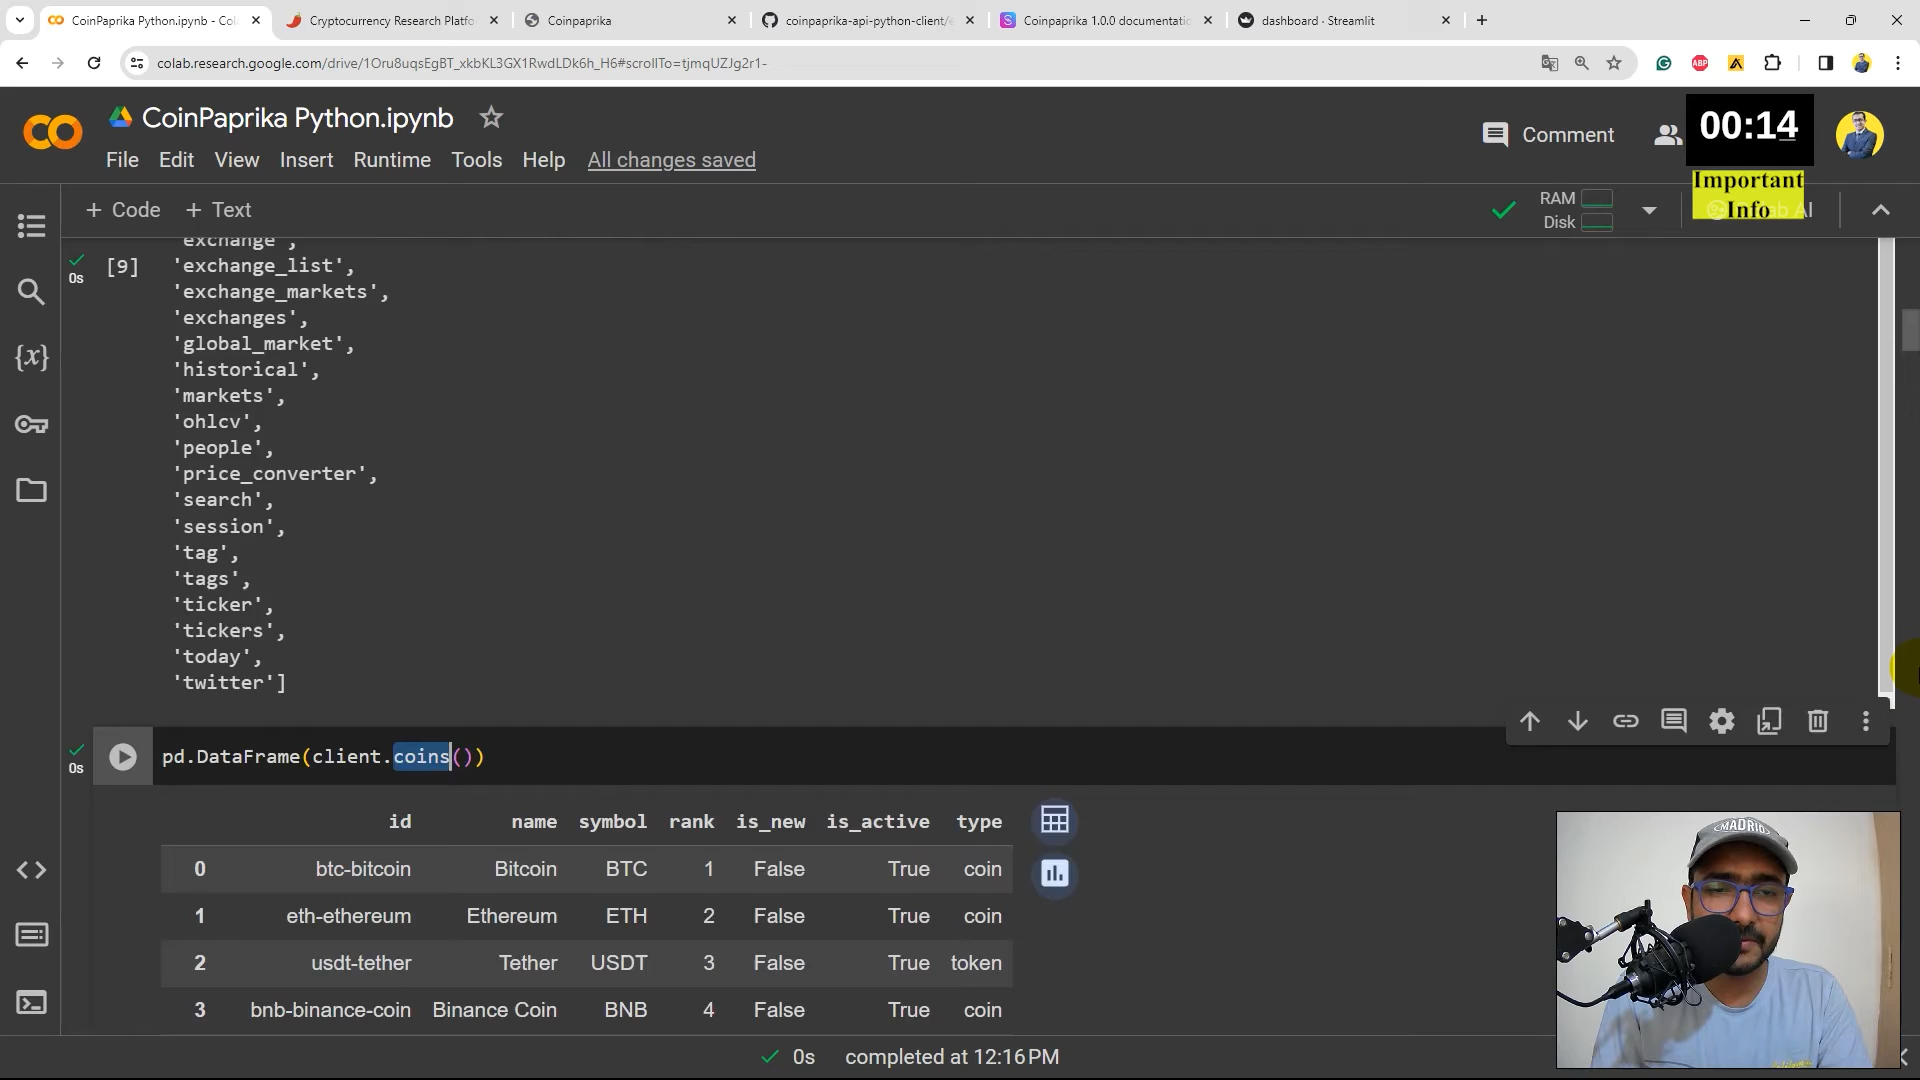 CoinPaprika Python.ipynb - Col
Cryptocurrency Research Platfo
Coinpaprika
coinpaprika-api-python-client/e
Coinpaprika 1.0.0 documentatio
dashboard · Streamlit
colab.research.google.com/drive/1Oru8uqsEgBT_xkbKL3GX1RwdLDk6h_H6#scrollTo=tjmqUZJg2r1-
CoinPaprika Python.ipynb
Comment
00:14
File Edit View Insert Runtime Tools Help All changes saved
Important
Info
+ Code + Text
RAM
Disk
AI
exchange ,
0s [9] 'exchange_list',
'exchange_markets',
'exchanges',
'global_market',
'historical',
'markets',
'ohlcv',
'people',
'price_converter',
'search',
'session',
'tag',
'tags',
'ticker',
'tickers',
'today',
'twitter']
0s pd.DataFrame(client.coins())
id name symbol rank is_new is_active type
0 btc-bitcoin Bitcoin BTC 1 False True coin
1 eth-ethereum Ethereum ETH 2 False True coin
2 usdt-tether Tether USDT 3 False True token
3 bnb-binance-coin Binance Coin BNB 4 False True coin
MADRID
0s completed at 12:16 PM